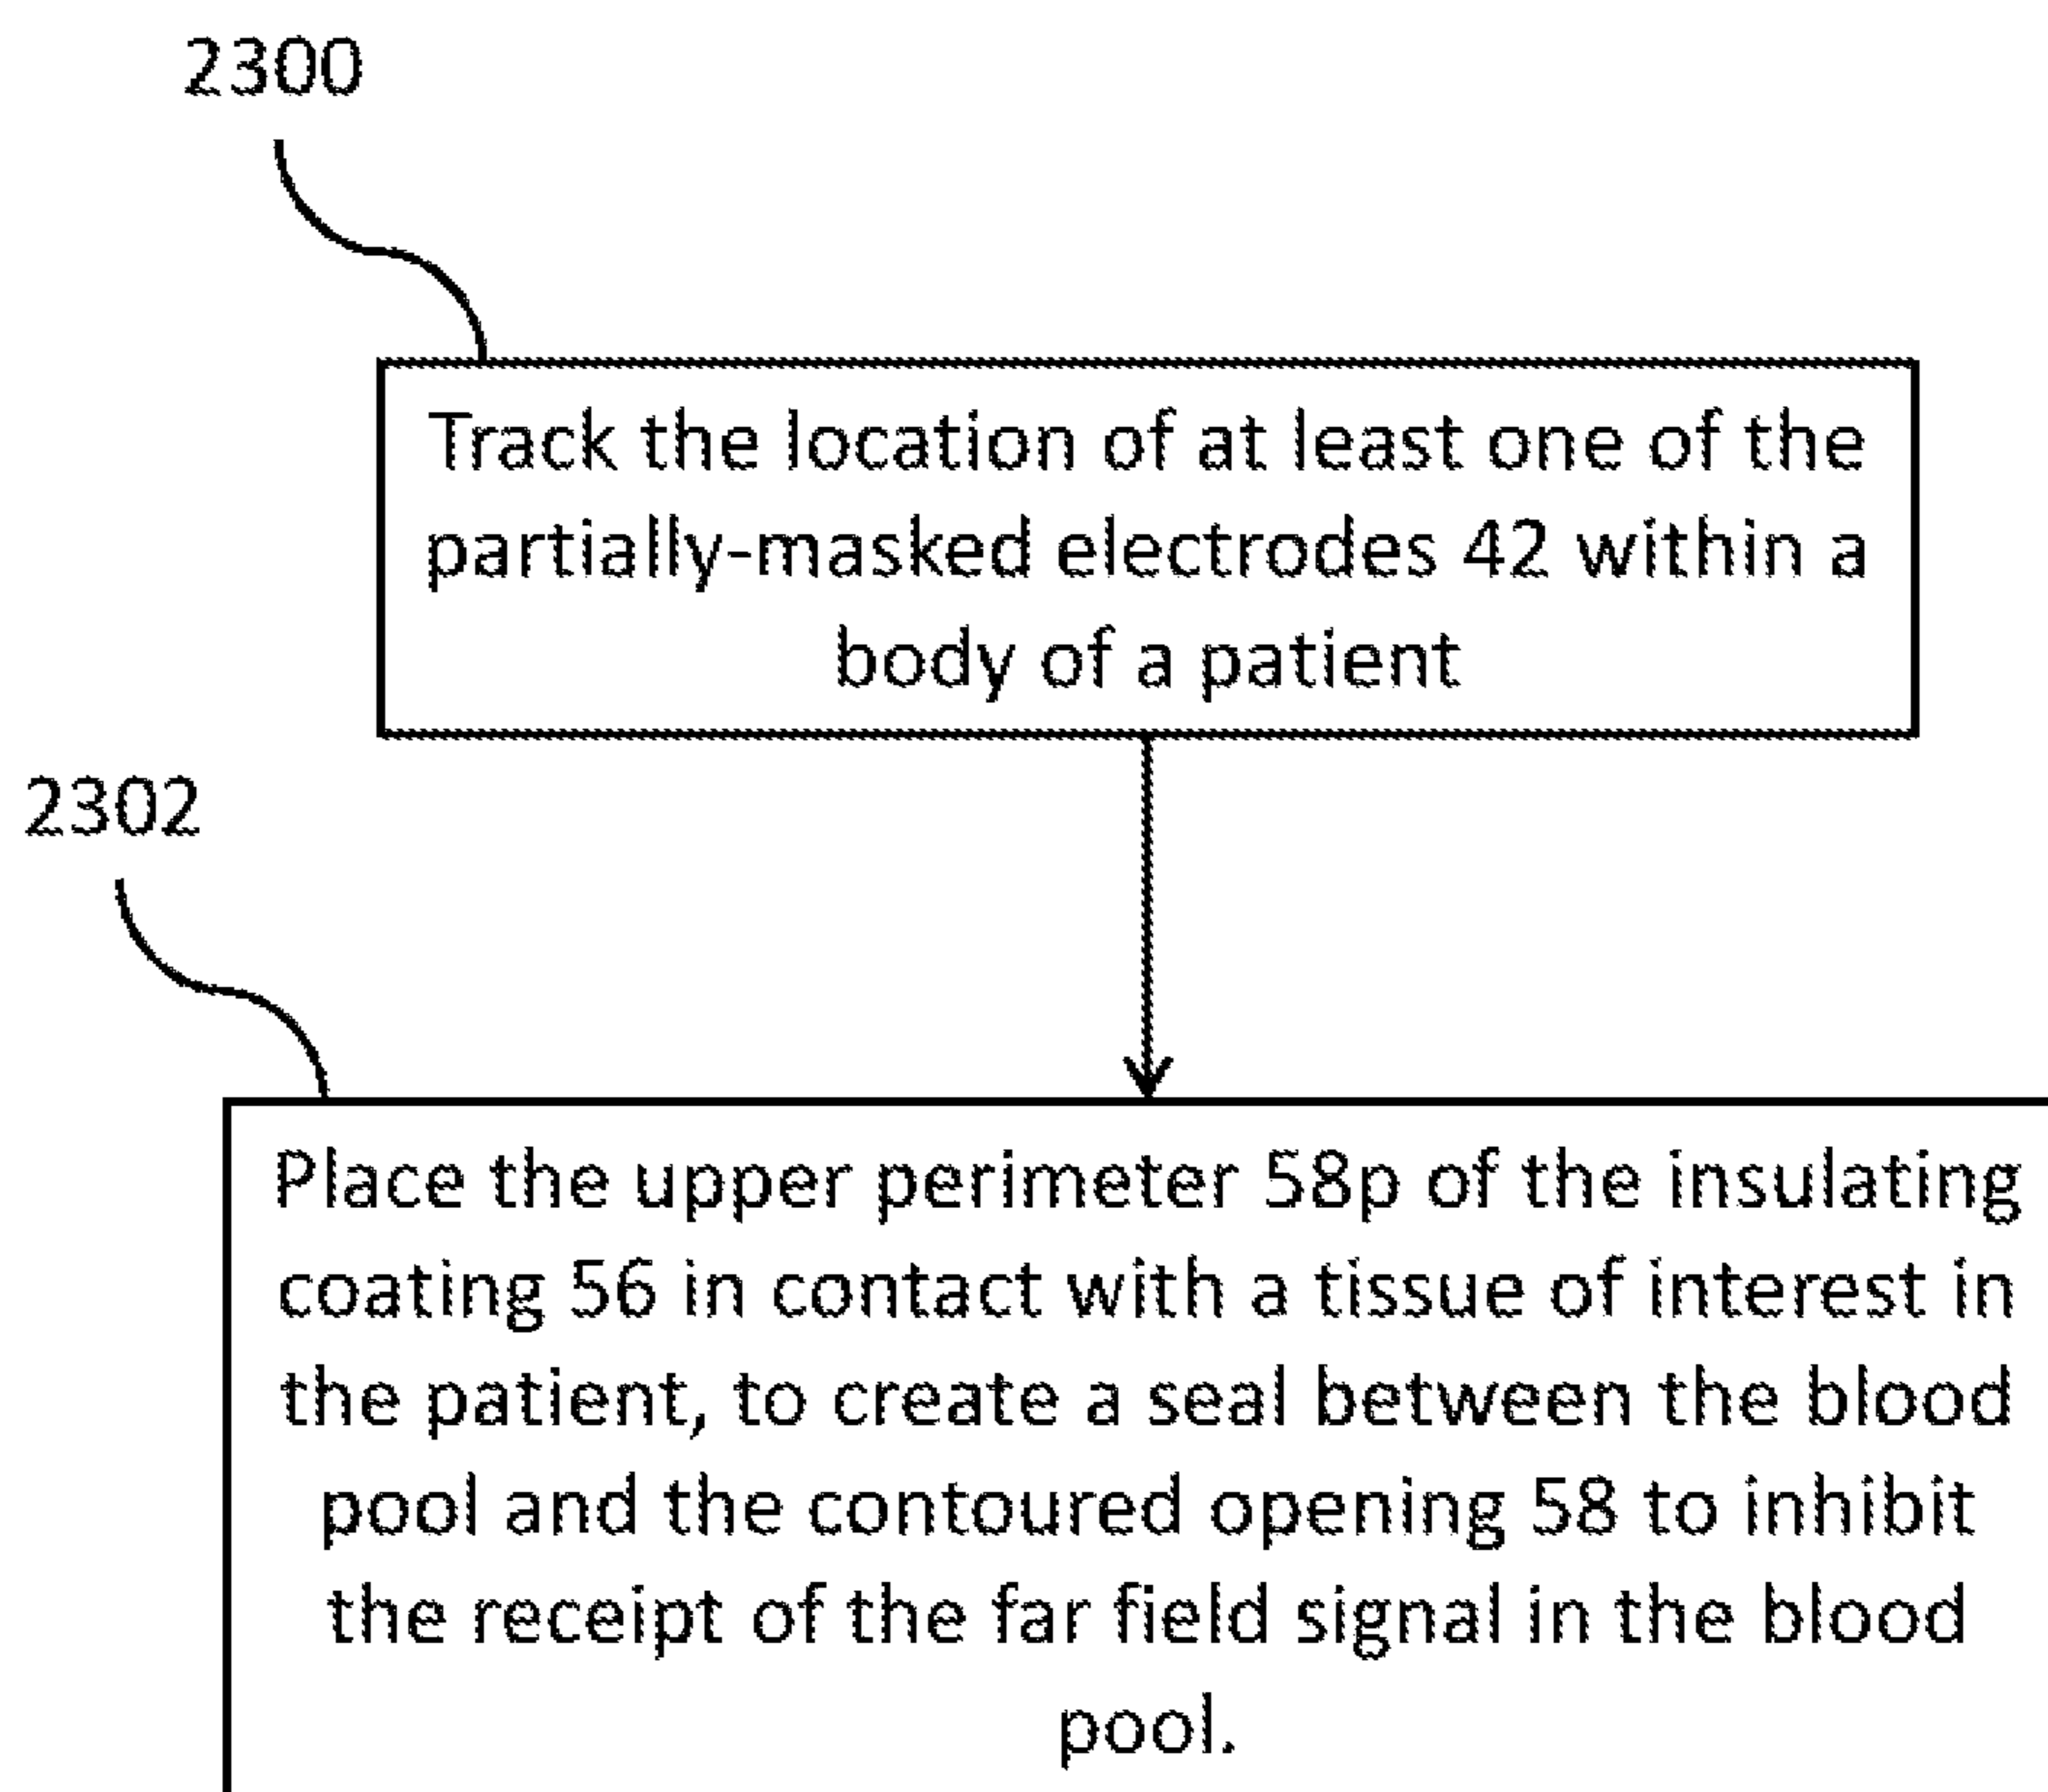 2300
Track the location of at least one of the
partially-masked electrodes 42 within a
body of a patient
2302
Place the upper perimeter 58p of the insulating
coating 56 in contact with a tissue of interest in
the patient, to create a seal between the blood
pool and the contoured opening 58 to inhibit
the receipt of the far field signal in the blood
pool.